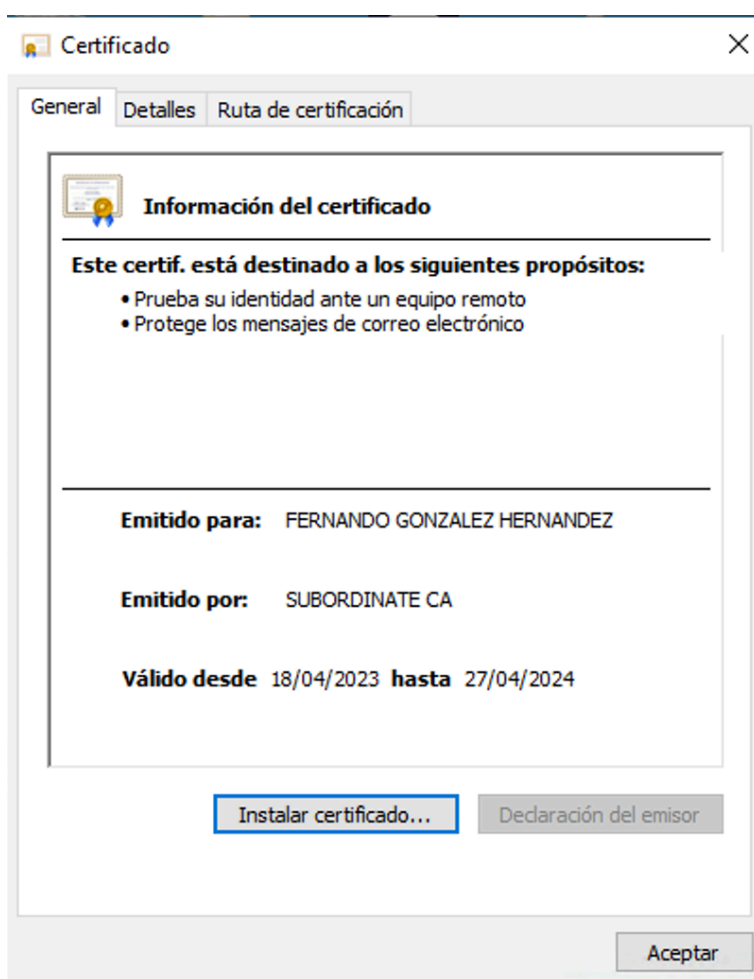 Certificado
General Detalles Ruta de certificación
Información del certificado
Este certif. está destinado a los siguientes propósitos:
• Prueba su identidad ante un equipo remoto
• Protege los mensajes de correo electrónico
Emitido para: FERNANDO GONZALEZ HERNANDEZ
Emitido por: SUBORDINATE CA
Válido desde 18/04/2023 hasta 27/04/2024
Instalar certificado... Declaración del emisor
Aceptar